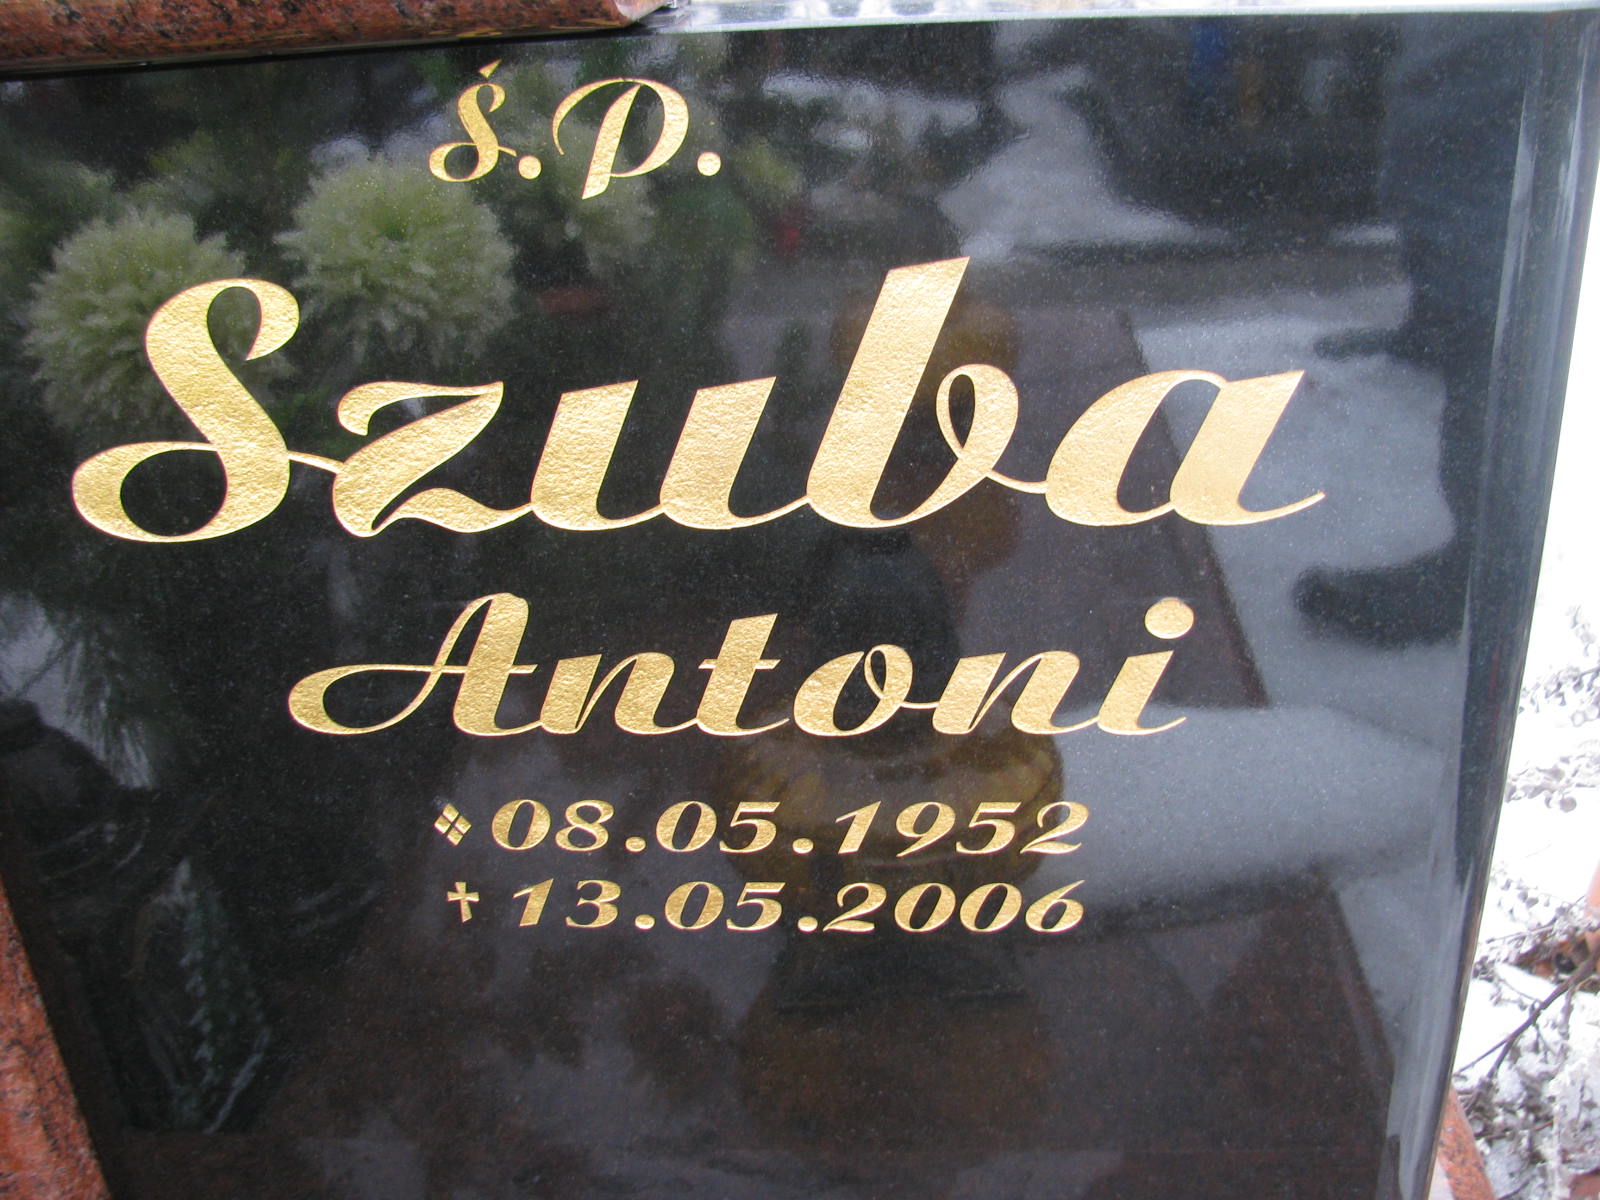 Ś.P.
Szuba
Antoni
❖08.05.1952
✝13.05.2006